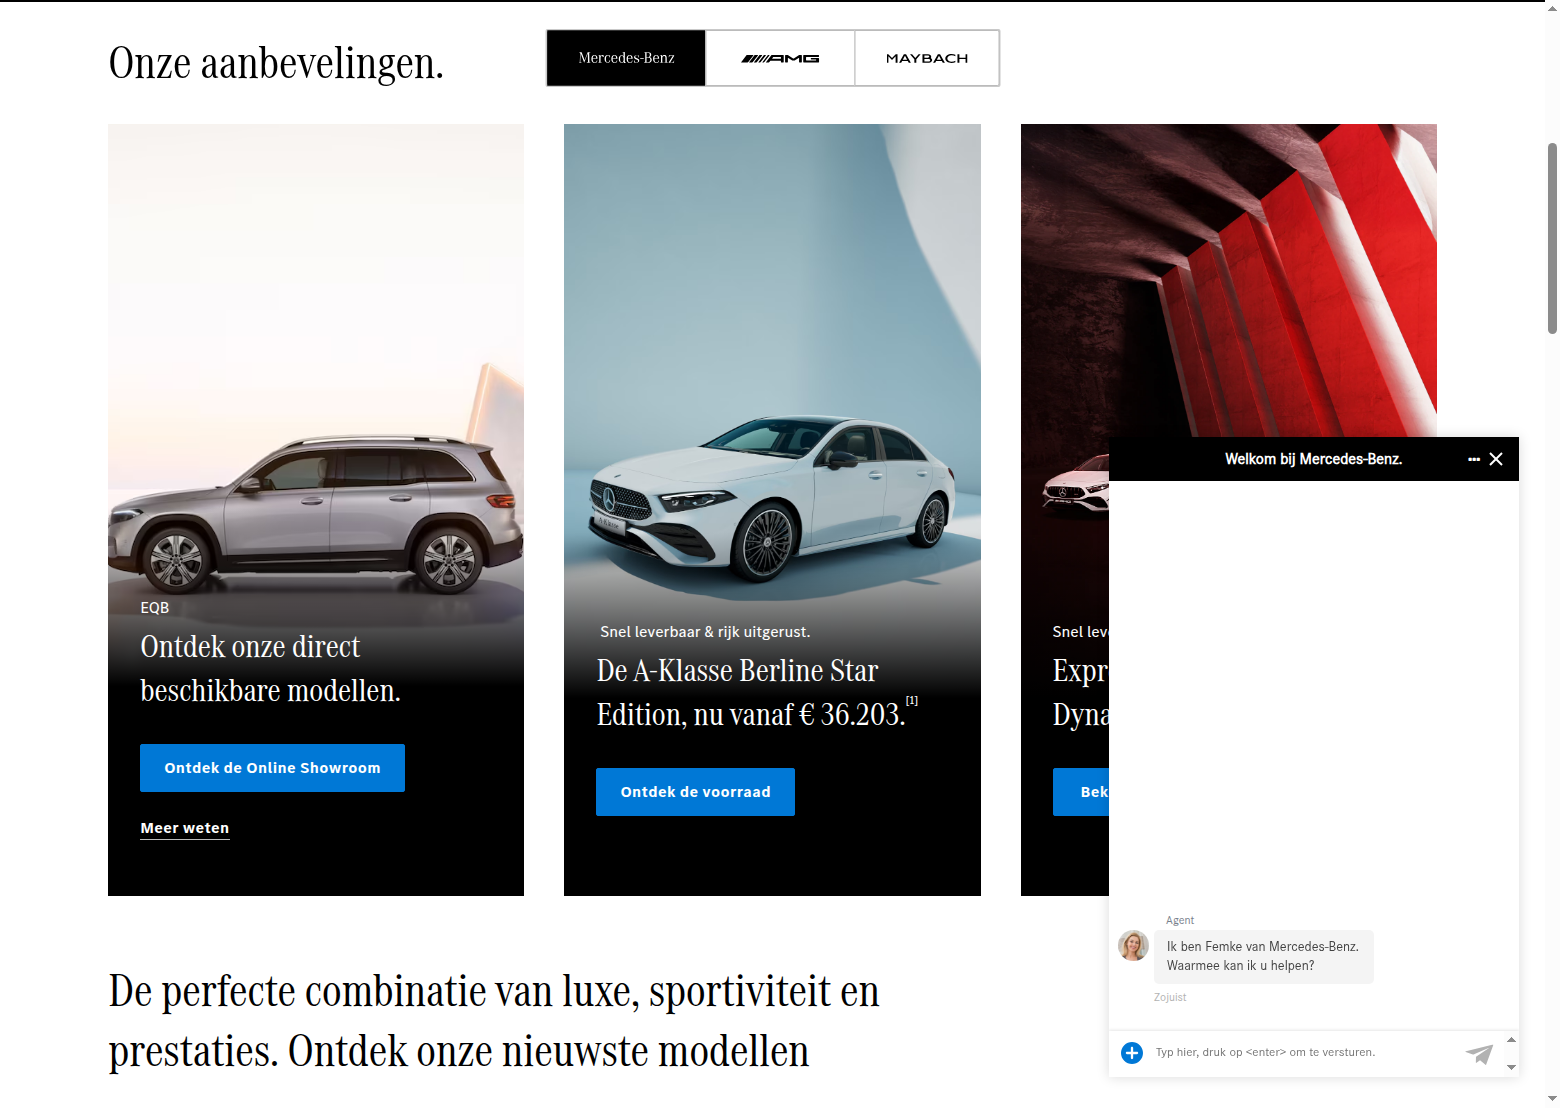 Onze aanbevelingen.
Mercedes-Benz
AMG
MAYBACH
EQB
Ontdek onze direct
beschikbare modellen.
Ontdek de Online Showroom
Meer weten
A-Klasse
Snel leverbaar & rijk uitgerust.
De A-Klasse Berline Star
Edition, nu vanaf € 36.203.[1]
Ontdek de voorraad
Snel lev
Expr
Dyna
Bek
Welkom bij Mercedes-Benz.
Agent
Ik ben Femke van Mercedes-Benz.
Waarmee kan ik u helpen?
Zojuist
Typ hier, druk op <enter> om te versturen.
De perfecte combinatie van luxe, sportiviteit en
prestaties. Ontdek onze nieuwste modellen